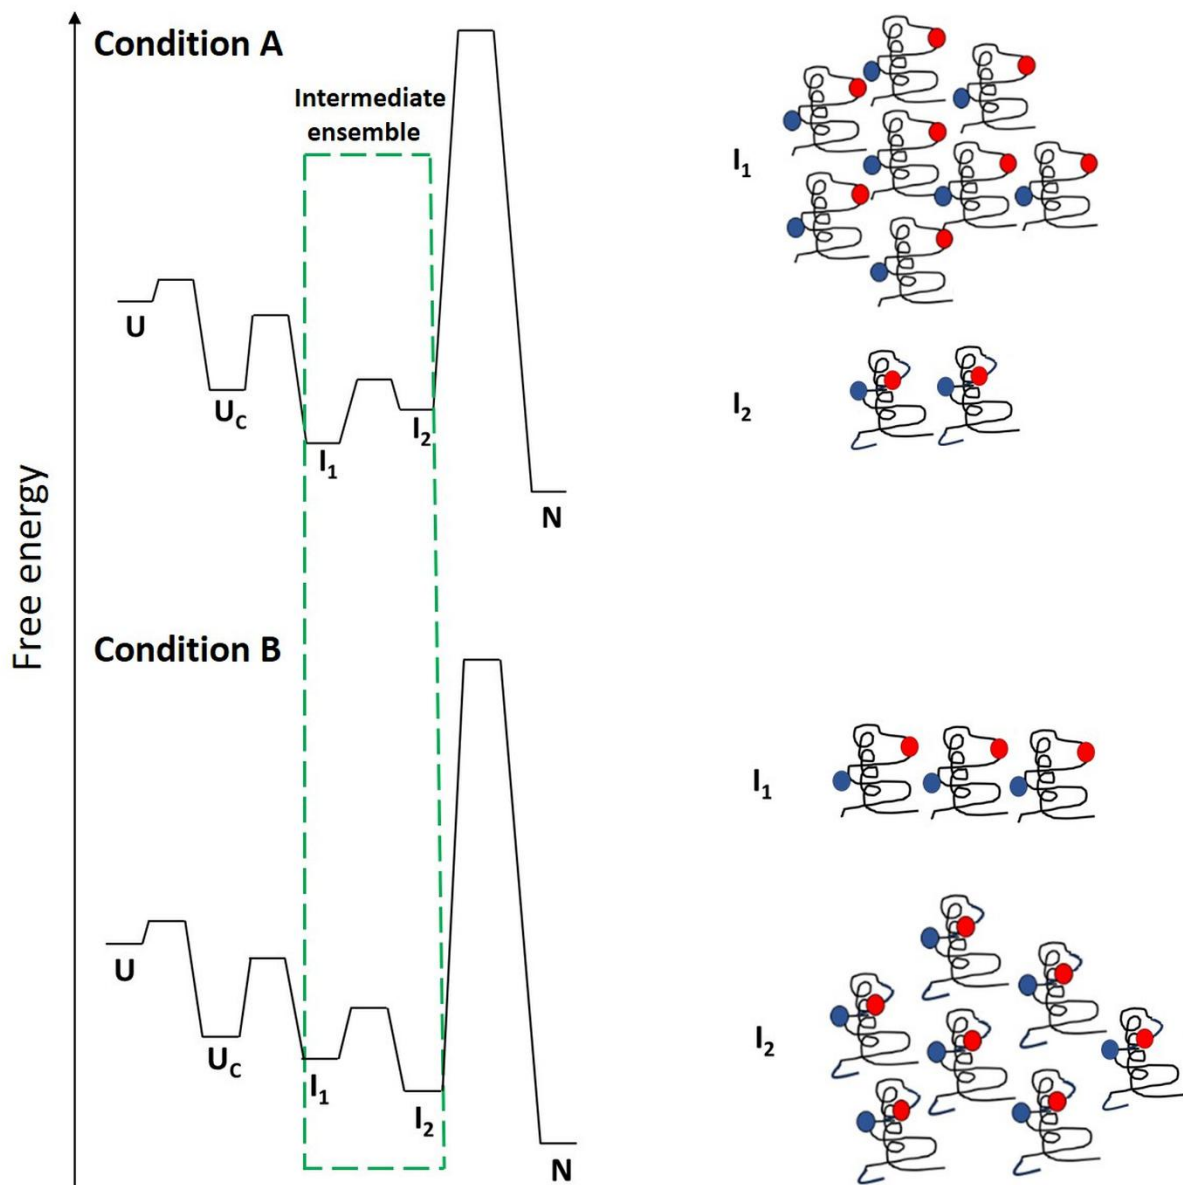 Free energy
Condition A
Intermediate
ensemble
U
U_C
I_1
I_2
N
I_1
I_2
Condition B
U
U_C
I_1
I_2
N
I_1
I_2